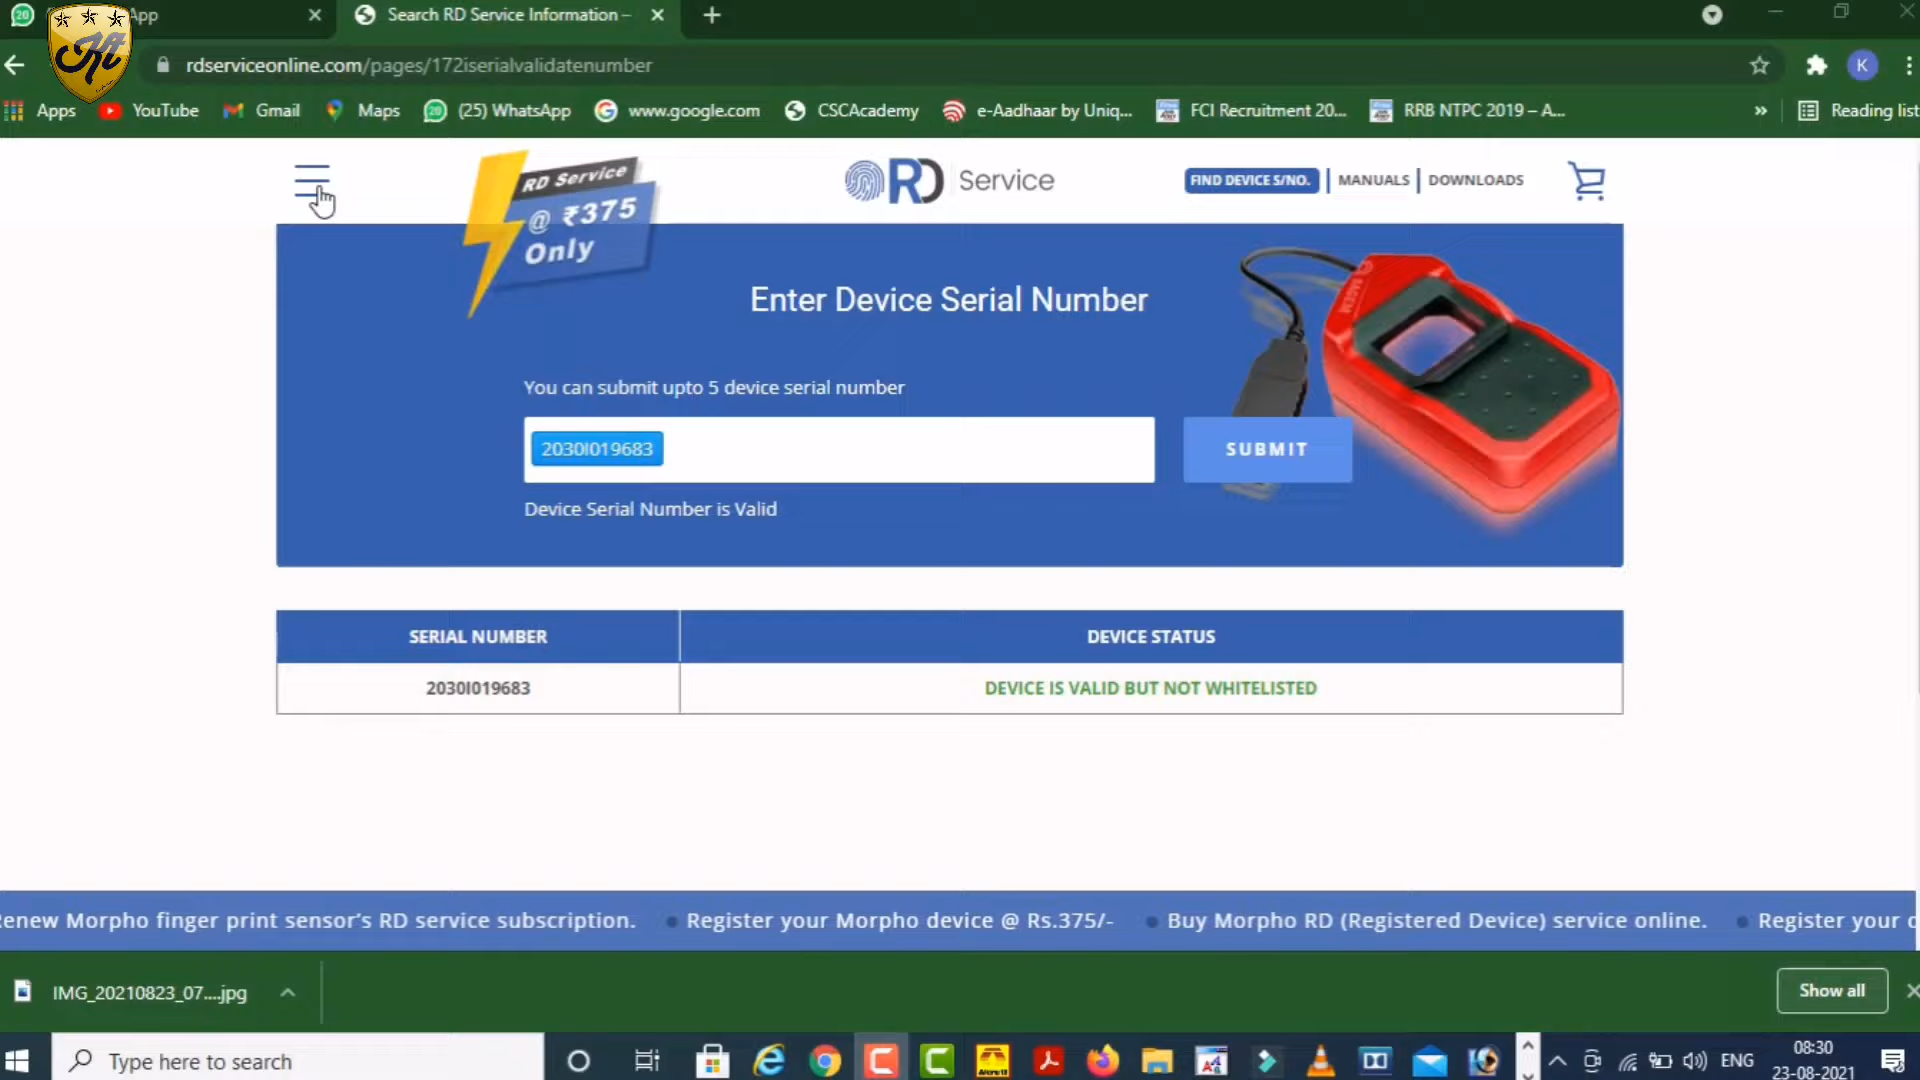 App
Search RD Service Information –
rdserviceonline.com/pages/172iserialvalidatenumber
K
Apps
YouTube
Gmail
Maps
(25) WhatsApp
www.google.com
CSCAcademy
e-Aadhaar by Uniq...
FCI Recruitment 20...
RRB NTPC 2019 – A...
»
Reading list
RD Service
@ ₹375
Only
RD Service
FIND DEVICE S/NO.
MANUALS
DOWNLOADS
Enter Device Serial Number
You can submit upto 5 device serial number
2030I019683
SUBMIT
Device Serial Number is Valid
SERIAL NUMBER
DEVICE STATUS
2030I019683
DEVICE IS VALID BUT NOT WHITELISTED
enew Morpho finger print sensor's RD service subscription.
Register your Morpho device @ Rs.375/-
Buy Morpho RD (Registered Device) service online.
Register your
IMG_20210823_07....jpg
Show all
Type here to search
ENG
08:30
23-08-2021